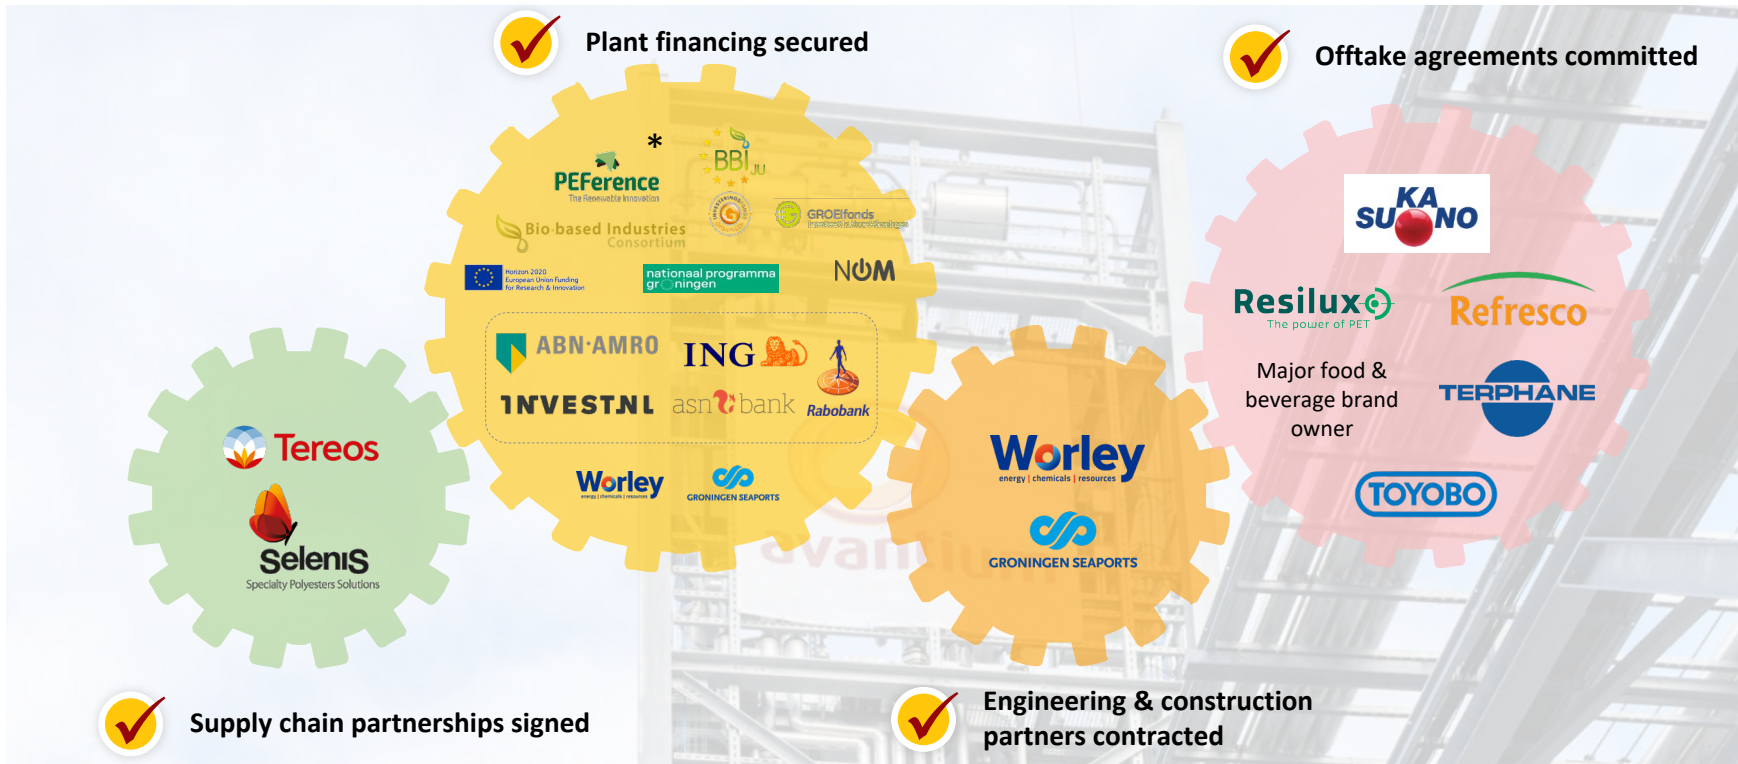 Plant financing secured
Offtake agreements committed
*
PEFerence
The Renewable Innovation
BBI JU
Bio-based Industries
Consortium
GROEIfonds
Horizon 2020
European Union Funding
for Research & Innovation
nationaal programma
groningen
NOM
ABN·AMRO
ING
INVEST.NL
asn bank
Rabobank
Worley
energy | chemicals | resources
GRONINGEN SEAPORTS
Tereos
Selenis
Specialty Polyesters Solutions
Worley
energy | chemicals | resources
GRONINGEN SEAPORTS
avantium
KA
SU NO
Resilux
The power of PET
Refresco
Major food &
beverage brand
owner
TERPHANE
TOYOBO
Supply chain partnerships signed
Engineering & construction
partners contracted